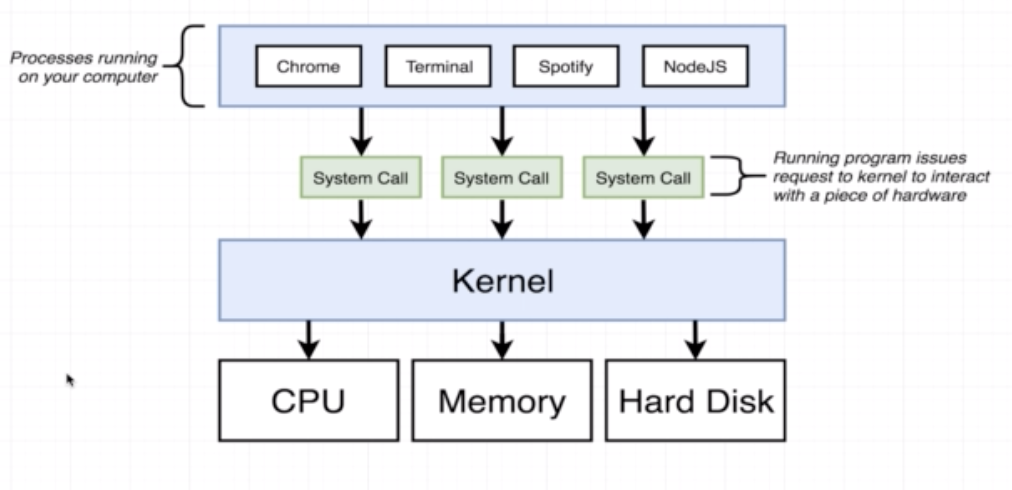 Processes running
on your computer
Chrome
Terminal
Spotify
NodeJS
System Call
System Call
System Call
Running program issues
request to kernel to interact
with a piece of hardware
Kernel
CPU
Memory
Hard Disk